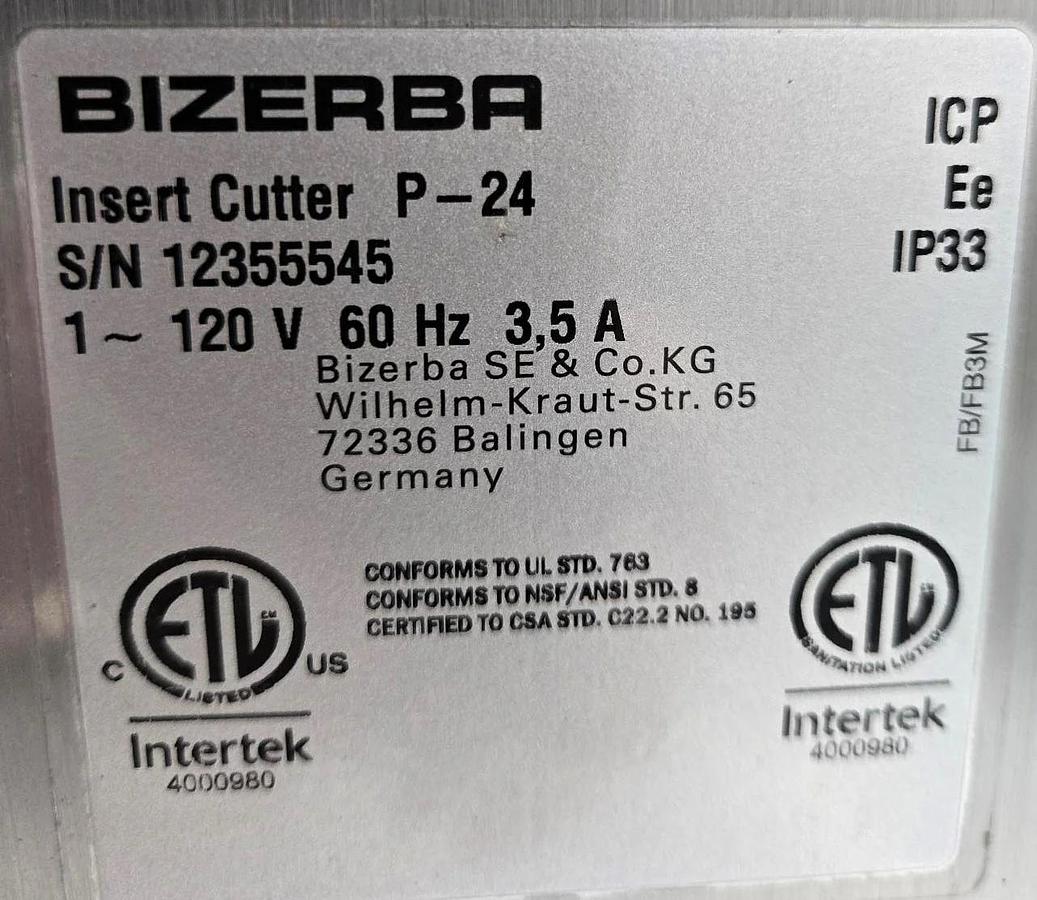 BIZERBA
Insert Cutter P-24
S/N 12355545
1~ 120 V 60 Hz 3,5 A
ICP
Ee
IP33
Bizerba SE & Co.KG
Wilhelm-Kraut-Str. 65
72336 Balingen
Germany
FB/FB3M
CONFORMS TO UL STD. 763
CONFORMS TO NSF/ANSI STD. 8
CERTIFIED TO CSA STD. C22.2 NO. 195
C ETL CM US
LISTED
Intertek
4000980
ETL CM
SANITATION LISTED
Intertek
4000980